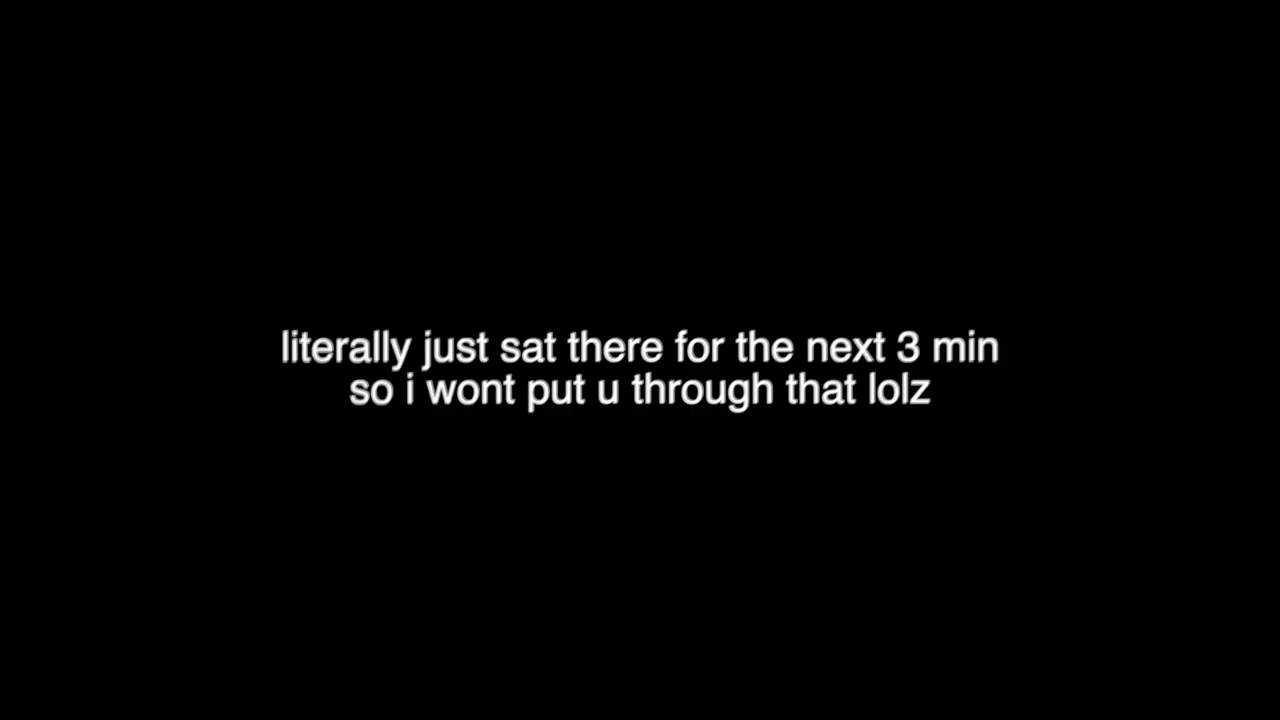 literally just sat there for the next 3 min
so i wont put u through that lolz